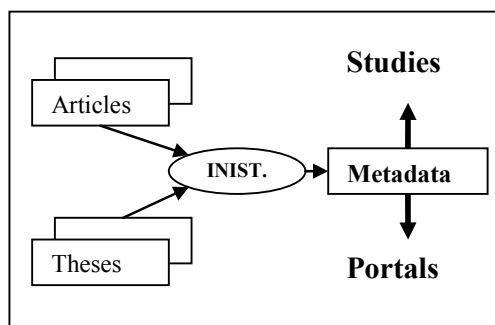 Studies
Articles
INIST.
Metadata
Theses
Portals